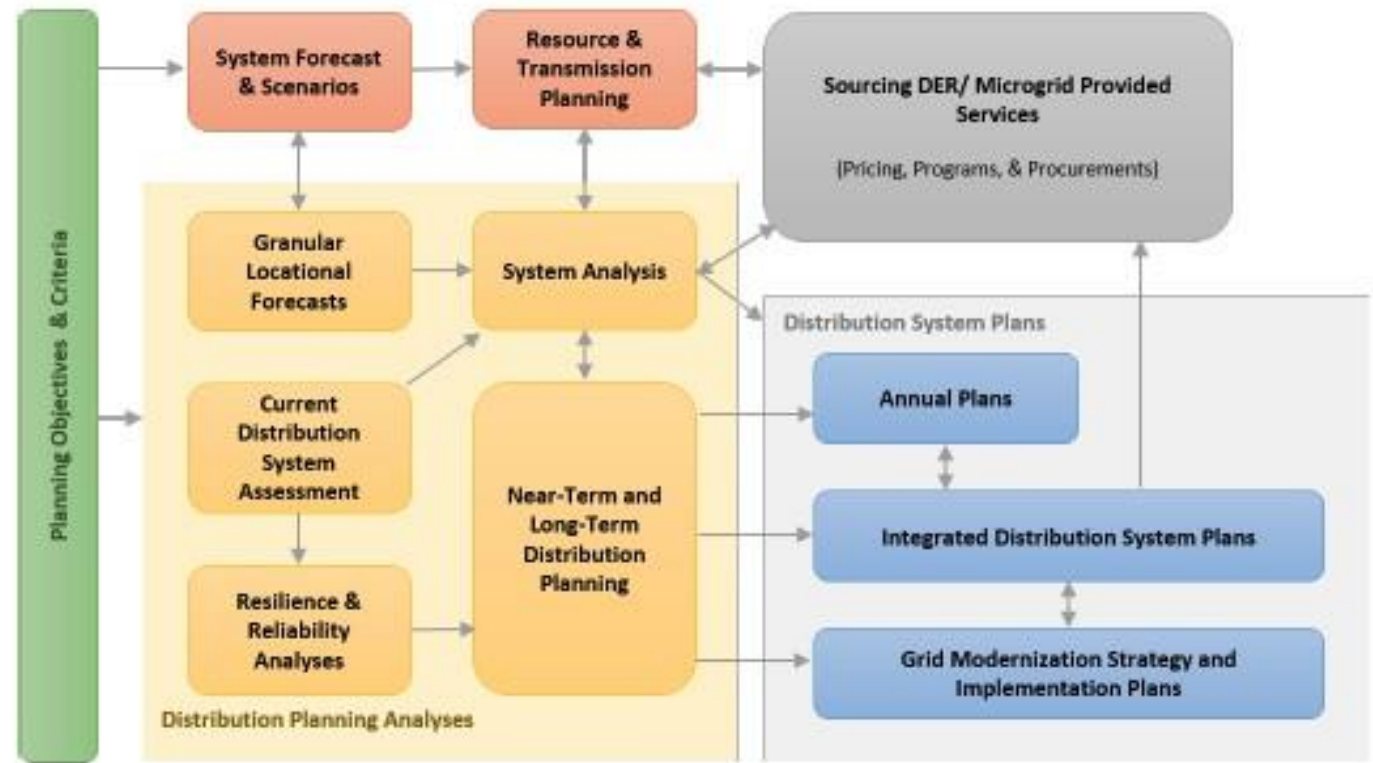 Planning Objectives & Criteria
System Forecast
& Scenarios
Resource &
Transmission
Planning
Sourcing DER/ Microgrid Provided
Services
(Pricing, Programs, & Procurements)
Granular
Locational
Forecasts
System Analysis
Current
Distribution
System
Assessment
Near-Term and
Long-Term
Distribution
Planning
Resilience &
Reliability
Analyses
Distribution Planning Analyses
Distribution System Plans
Annual Plans
Integrated Distribution System Plans
Grid Modernization Strategy and
Implementation Plans